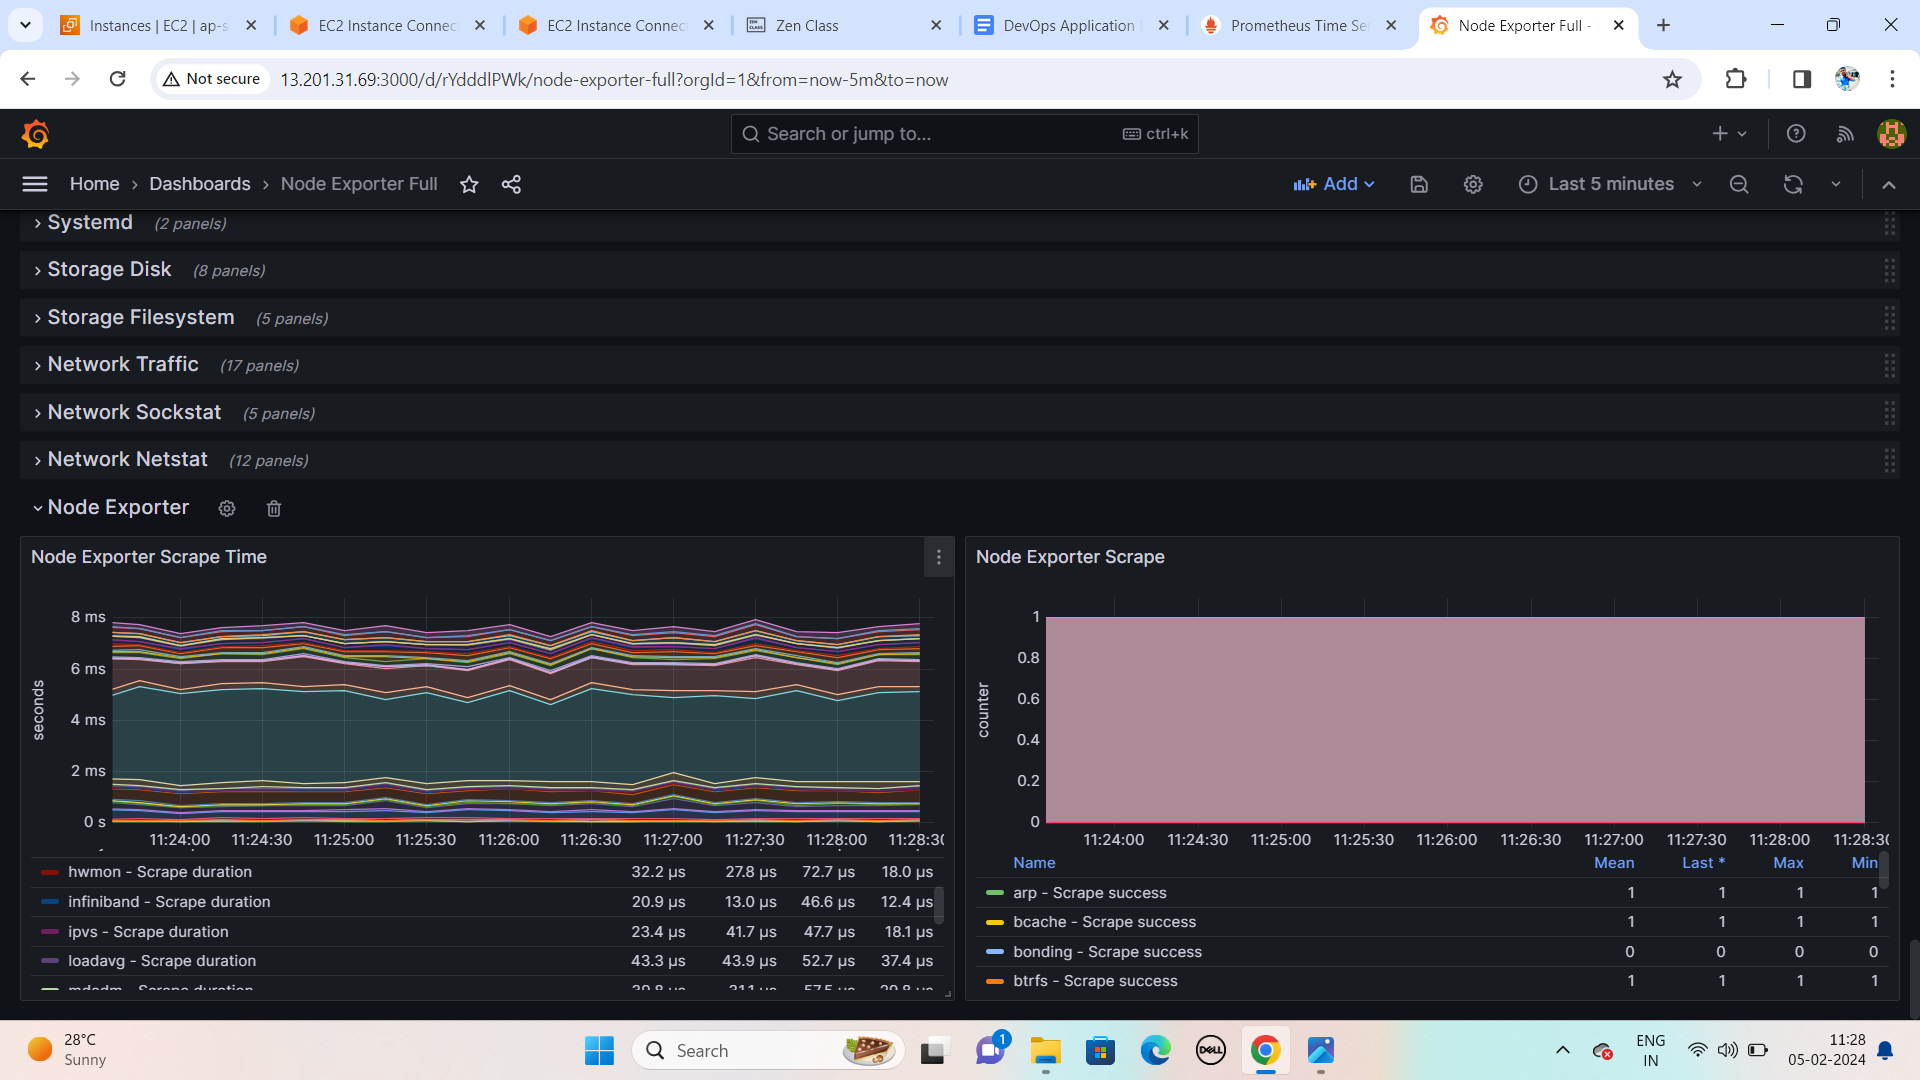 Instances | EC2 | ap-s
EC2 Instance Connec
EC2 Instance Connec
Zen Class
DevOps Application
Prometheus Time Se
Node Exporter Full -
Not secure
13.201.31.69:3000/d/rYdddlPWk/node-exporter-full?orgId=1&from=now-5m&to=now
Search or jump to...
ctrl+k
Home › Dashboards › Node Exporter Full
Add
Last 5 minutes
Systemd (2 panels)
Storage Disk (8 panels)
Storage Filesystem (5 panels)
Network Traffic (17 panels)
Network Sockstat (5 panels)
Network Netstat (12 panels)
Node Exporter
Node Exporter Scrape Time
8 ms
6 ms
4 ms
2 ms
0 s
seconds
11:24:00 11:24:30 11:25:00 11:25:30 11:26:00 11:26:30 11:27:00 11:27:30 11:28:00 11:28:30
hwmon - Scrape duration 32.2 µs 27.8 µs 72.7 µs 18.0 µs
infiniband - Scrape duration 20.9 µs 13.0 µs 46.6 µs 12.4 µs
ipvs - Scrape duration 23.4 µs 41.7 µs 47.7 µs 18.1 µs
loadavg - Scrape duration 43.3 µs 43.9 µs 52.7 µs 37.4 µs
Node Exporter Scrape
1
0.8
0.6
0.4
0.2
0
counter
11:24:00 11:24:30 11:25:00 11:25:30 11:26:00 11:26:30 11:27:00 11:27:30 11:28:00 11:28:30
Name Mean Last * Max Min
arp - Scrape success 1 1 1 1
bcache - Scrape success 1 1 1 1
bonding - Scrape success 0 0 0 0
btrfs - Scrape success 1 1 1 1
28°C
Sunny
Search
ZEN CLASS
1
DELL
ENG
IN
11:28
05-02-2024